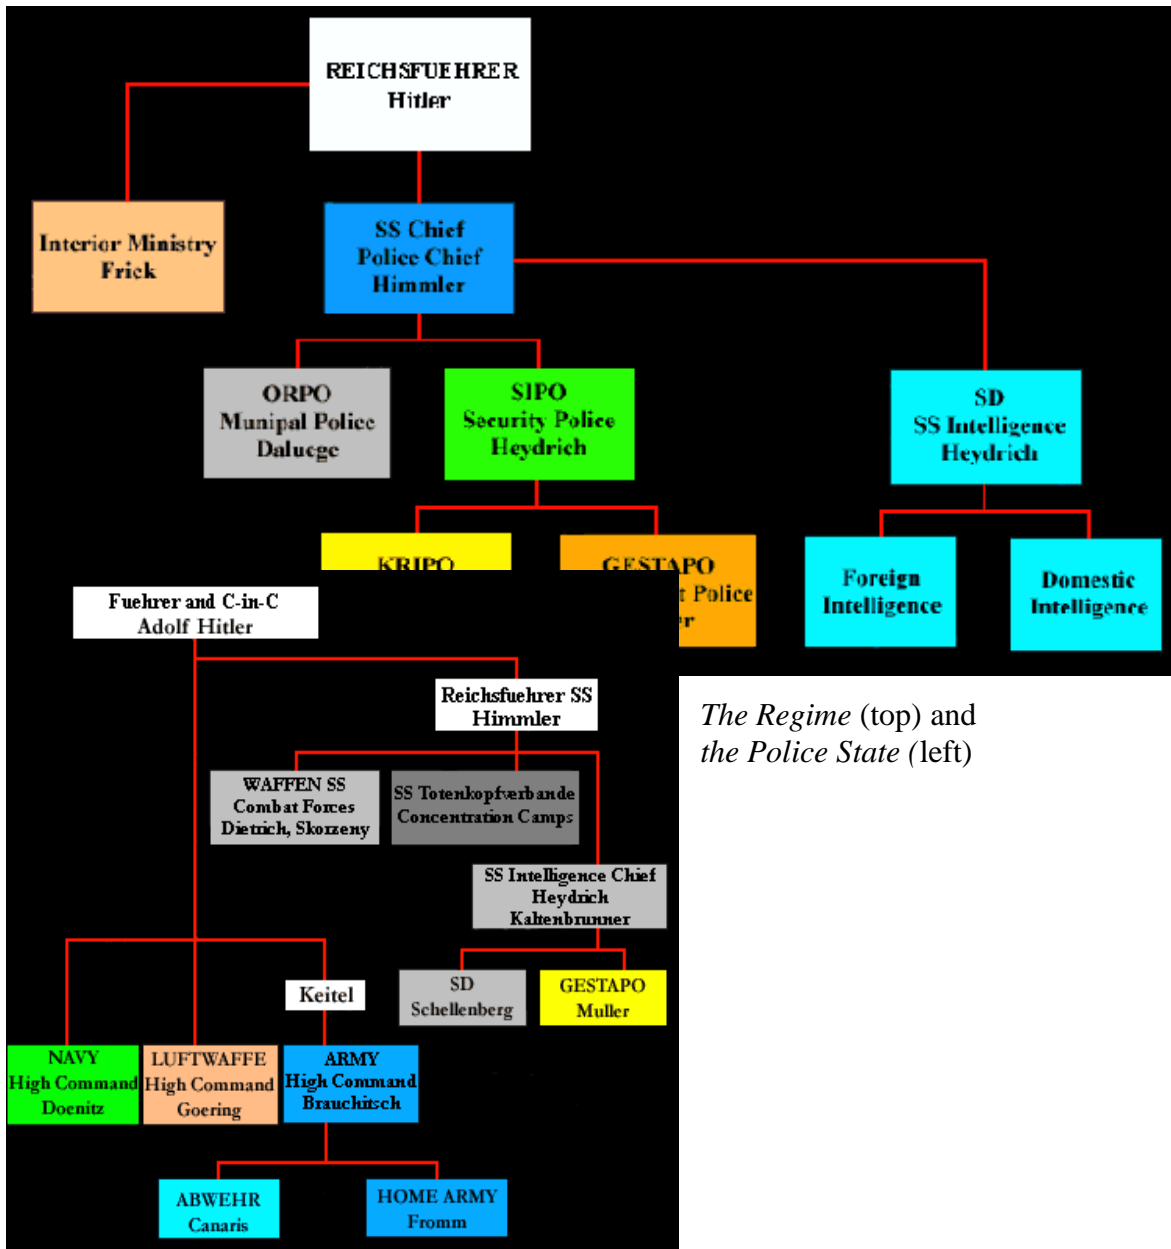 REICHSFUEHRER
Hitler
Interior Ministry
Frick
SS Chief
Police Chief
Himmler
ORPO
Munipal Police
Daluege
SIPO
Security Police
Heydrich
SD
SS Intelligence
Heydrich
KRIPO
GESTAPO
Police
Foreign
Intelligence
Domestic
Intelligence
Fuehrer and C-in-C
Adolf Hitler
Reichsfuehrer SS
Himmler
WAFFEN SS
Combat Forces
Dietrich, Skorzeny
SS Totenkopfverbande
Concentration Camps
SS Intelligence Chief
Heydrich
Kaltenbrunner
SD
Schellenberg
GESTAPO
Muller
Keitel
NAVY
High Command
Doenitz
LUFTWAFFE
High Command
Goering
ARMY
High Command
Brauchitsch
ABWEHR
Canaris
HOME ARMY
Fromm
The Regime (top) and
the Police State (left)